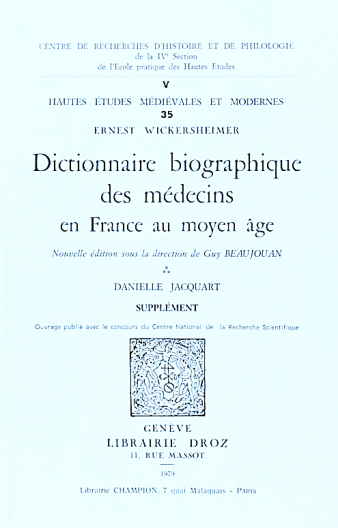 CENTRE DE RECHERCHES D'HISTOIRE ET DE PHILOLOGIE
de la IVe Section
de l'Ecole pratique des Hautes Etudes
V
HAUTES ÉTUDES MÉDIÉVALES ET MODERNES
35
ERNEST WICKERSHEIMER
Dictionnaire biographique
des médecins
en France au moyen âge
Nouvelle édition sous la direction de Guy BEAUJOUAN
⁂
DANIELLE JACQUART
SUPPLÉMENT
Ouvrage publié avec le concours du Centre National de la Recherche Scientifique
GENÈVE
LIBRAIRIE DROZ
11, RUE MASSOT
1979
Librairie CHAMPION, 7 quai Malaquais - PARIS